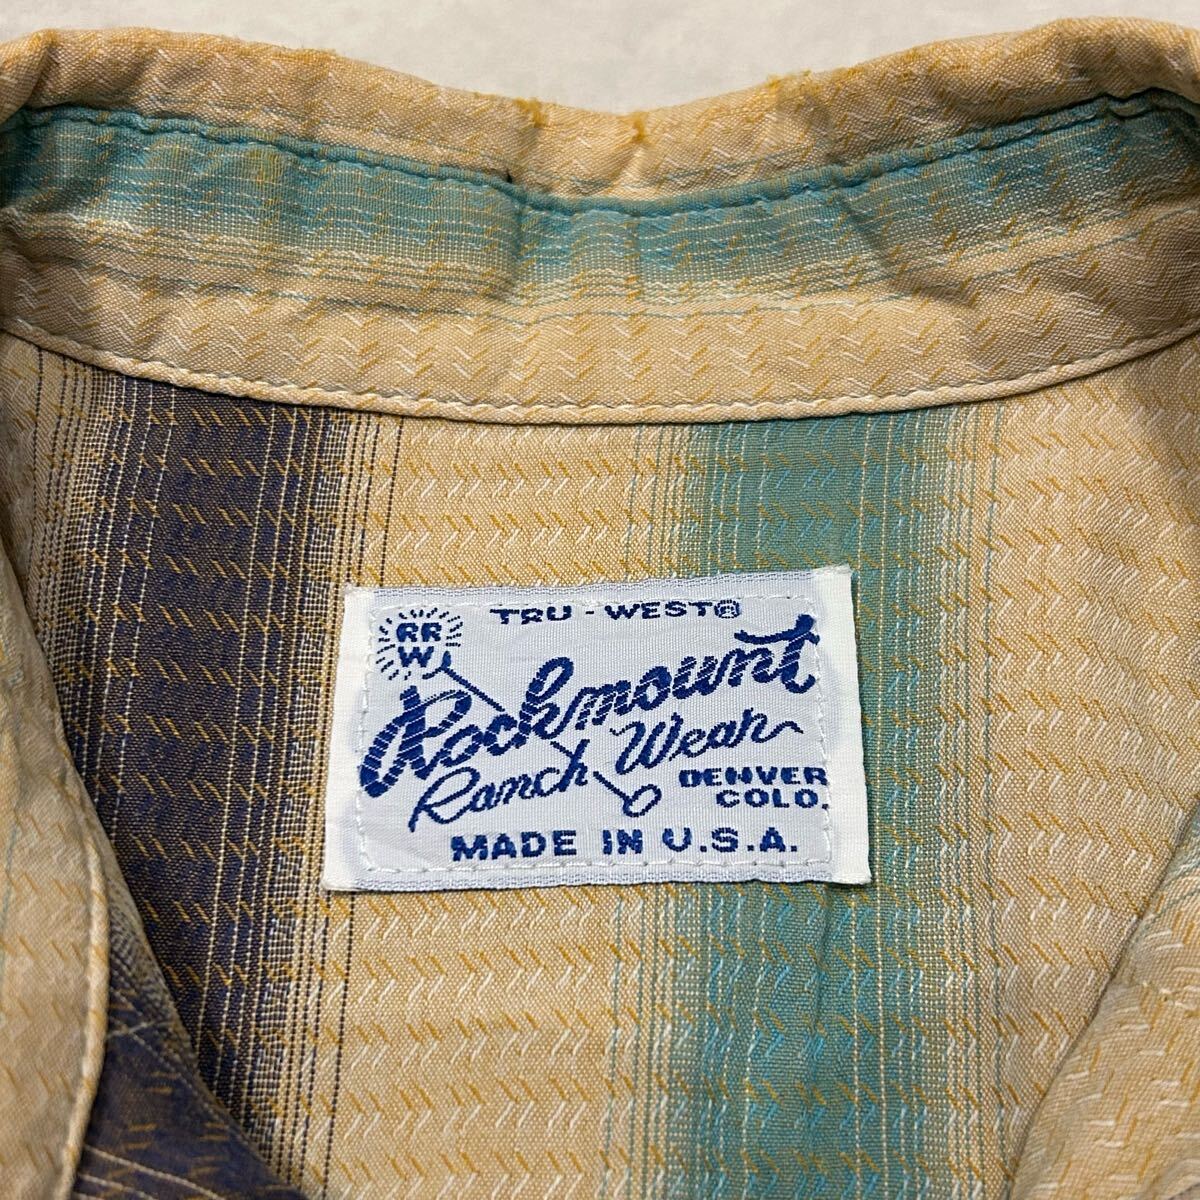 TRU - WEST®
RR
W
Rockmount
Ranch Wear
DENVER
COLO.
MADE IN U.S.A.